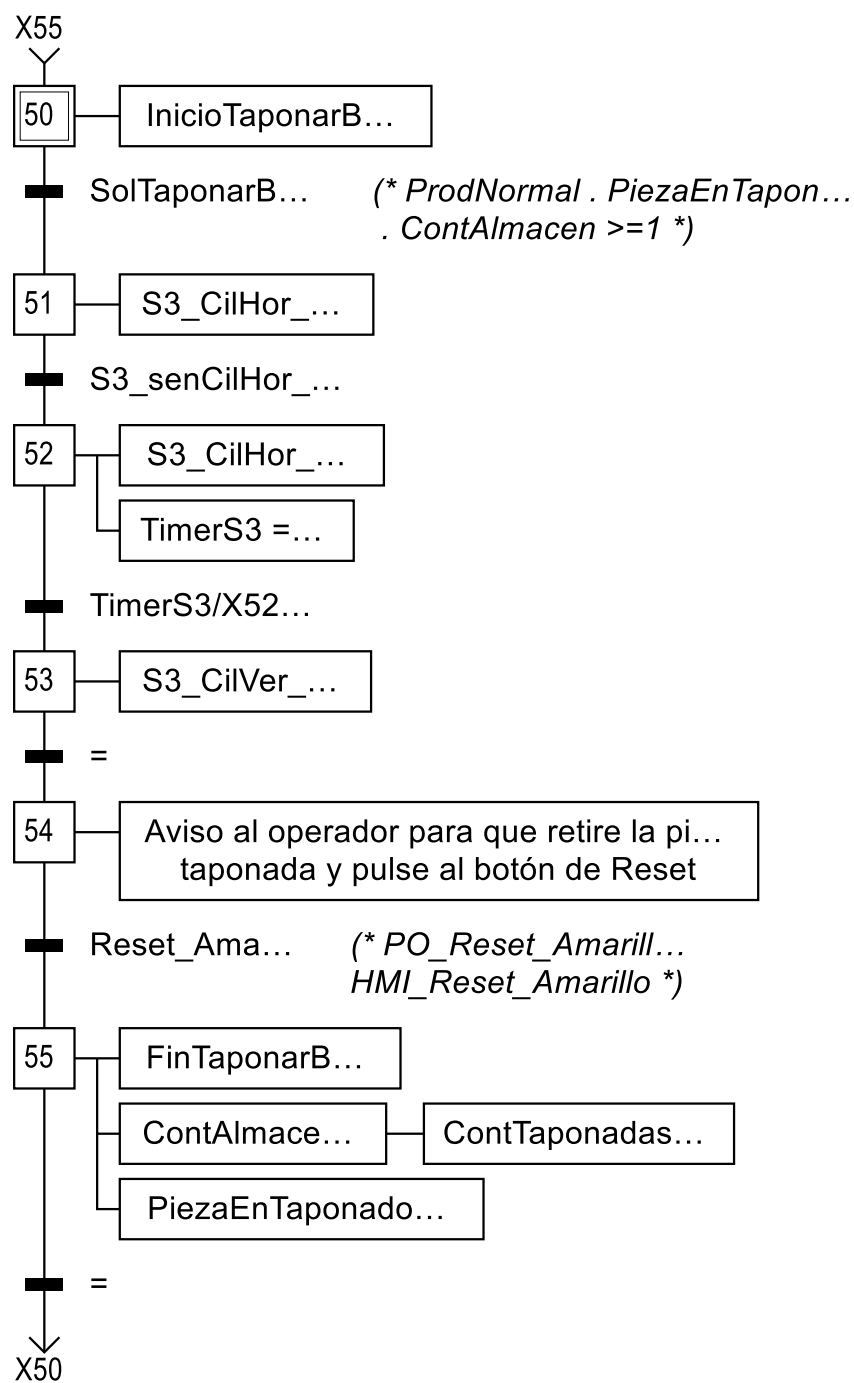 X55
50 InicioTaponarB…
SolTaponarB… (* ProdNormal . PiezaEnTapon…
. ContAlmacen >=1 *)
51 S3_CilHor_…
S3_senCilHor_…
52 S3_CilHor_…
TimerS3 =…
TimerS3/X52…
53 S3_CilVer_…
=
54 Aviso al operador para que retire la pi…
taponada y pulse al botón de Reset
Reset_Ama… (* PO_Reset_Amarill…
HMI_Reset_Amarillo *)
55 FinTaponarB…
ContAlmace… ContTaponadas…
PiezaEnTaponado…
=
X50